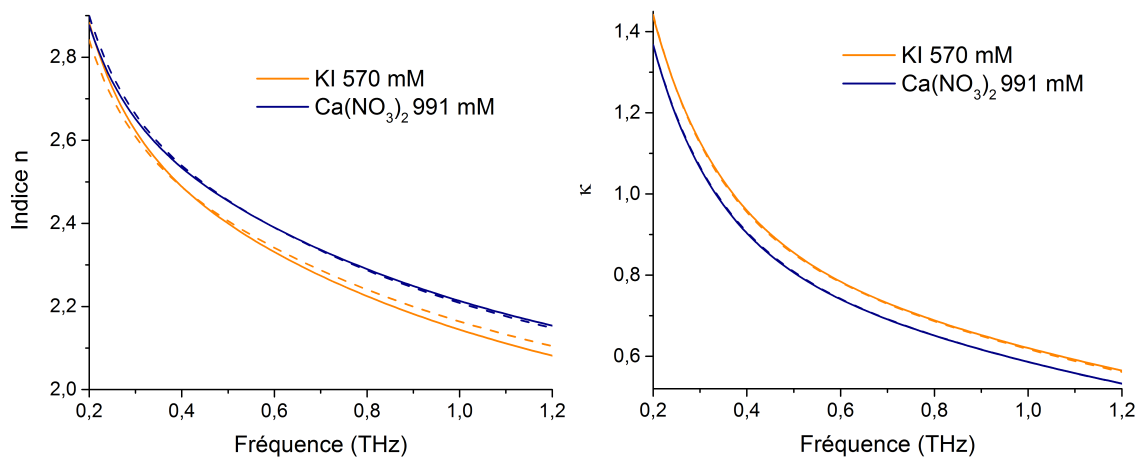 2,8
2,6
2,4
2,2
2,0
Indice n
KI 570 mM
Ca(NO3)2 991 mM
0,2 0,4 0,6 0,8 1,0 1,2
Fréquence (THz)
1,4
1,2
1,0
0,8
0,6
κ
KI 570 mM
Ca(NO3)2 991 mM
0,2 0,4 0,6 0,8 1,0 1,2
Fréquence (THz)